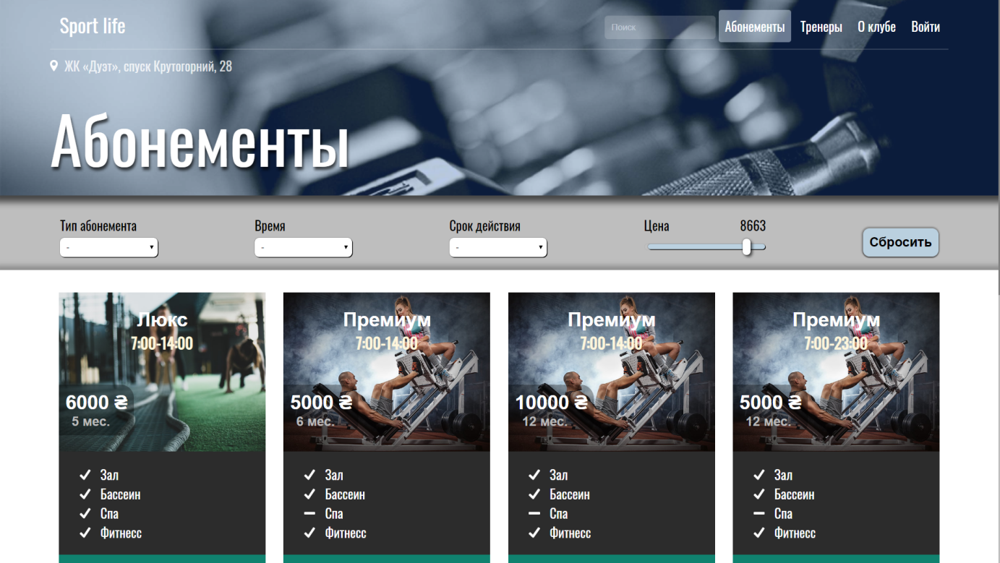 Sport life
Поиск
Абонементы
Тренеры
О клубе
Войти
ЖК «Дуэт», спуск Крутогорний, 28
Абонементы
Тип абонемента
Время
Срок действия
Цена
8663
-
-
-
Сбросить
Люкс
7:00-14:00
6000 ₴
5 мес.
Зал
Бассеин
Спа
Фитнесс
Премиум
7:00-14:00
5000 ₴
6 мес.
Зал
Бассеин
Спа
Фитнесс
Премиум
7:00-14:00
10000 ₴
12 мес.
Зал
Бассеин
Спа
Фитнесс
Премиум
7:00-23:00
5000 ₴
12 мес.
Зал
Бассеин
Спа
Фитнесс